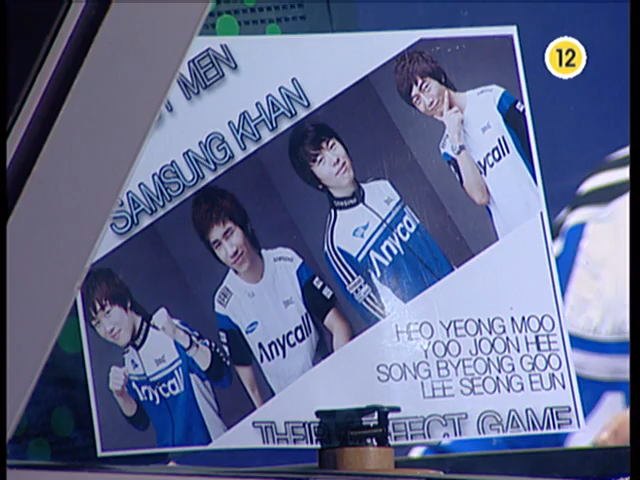 12
MEN
SAMSUNG KHAN
Anycall
Anycall
Anycall
Anycall
HEO YEONG MOO
YOO JOON HEE
SONG BYEONG GOO
LEE SEONG EUN
GAME